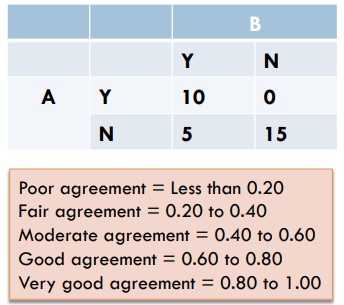 B
Y N
A Y 10 0
N 5 15
Poor agreement = Less than 0.20
Fair agreement = 0.20 to 0.40
Moderate agreement = 0.40 to 0.60
Good agreement = 0.60 to 0.80
Very good agreement = 0.80 to 1.00